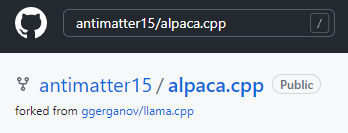 antimatter15/alpaca.cpp /
antimatter15 / alpaca.cpp Public
forked from ggerganov/llama.cpp